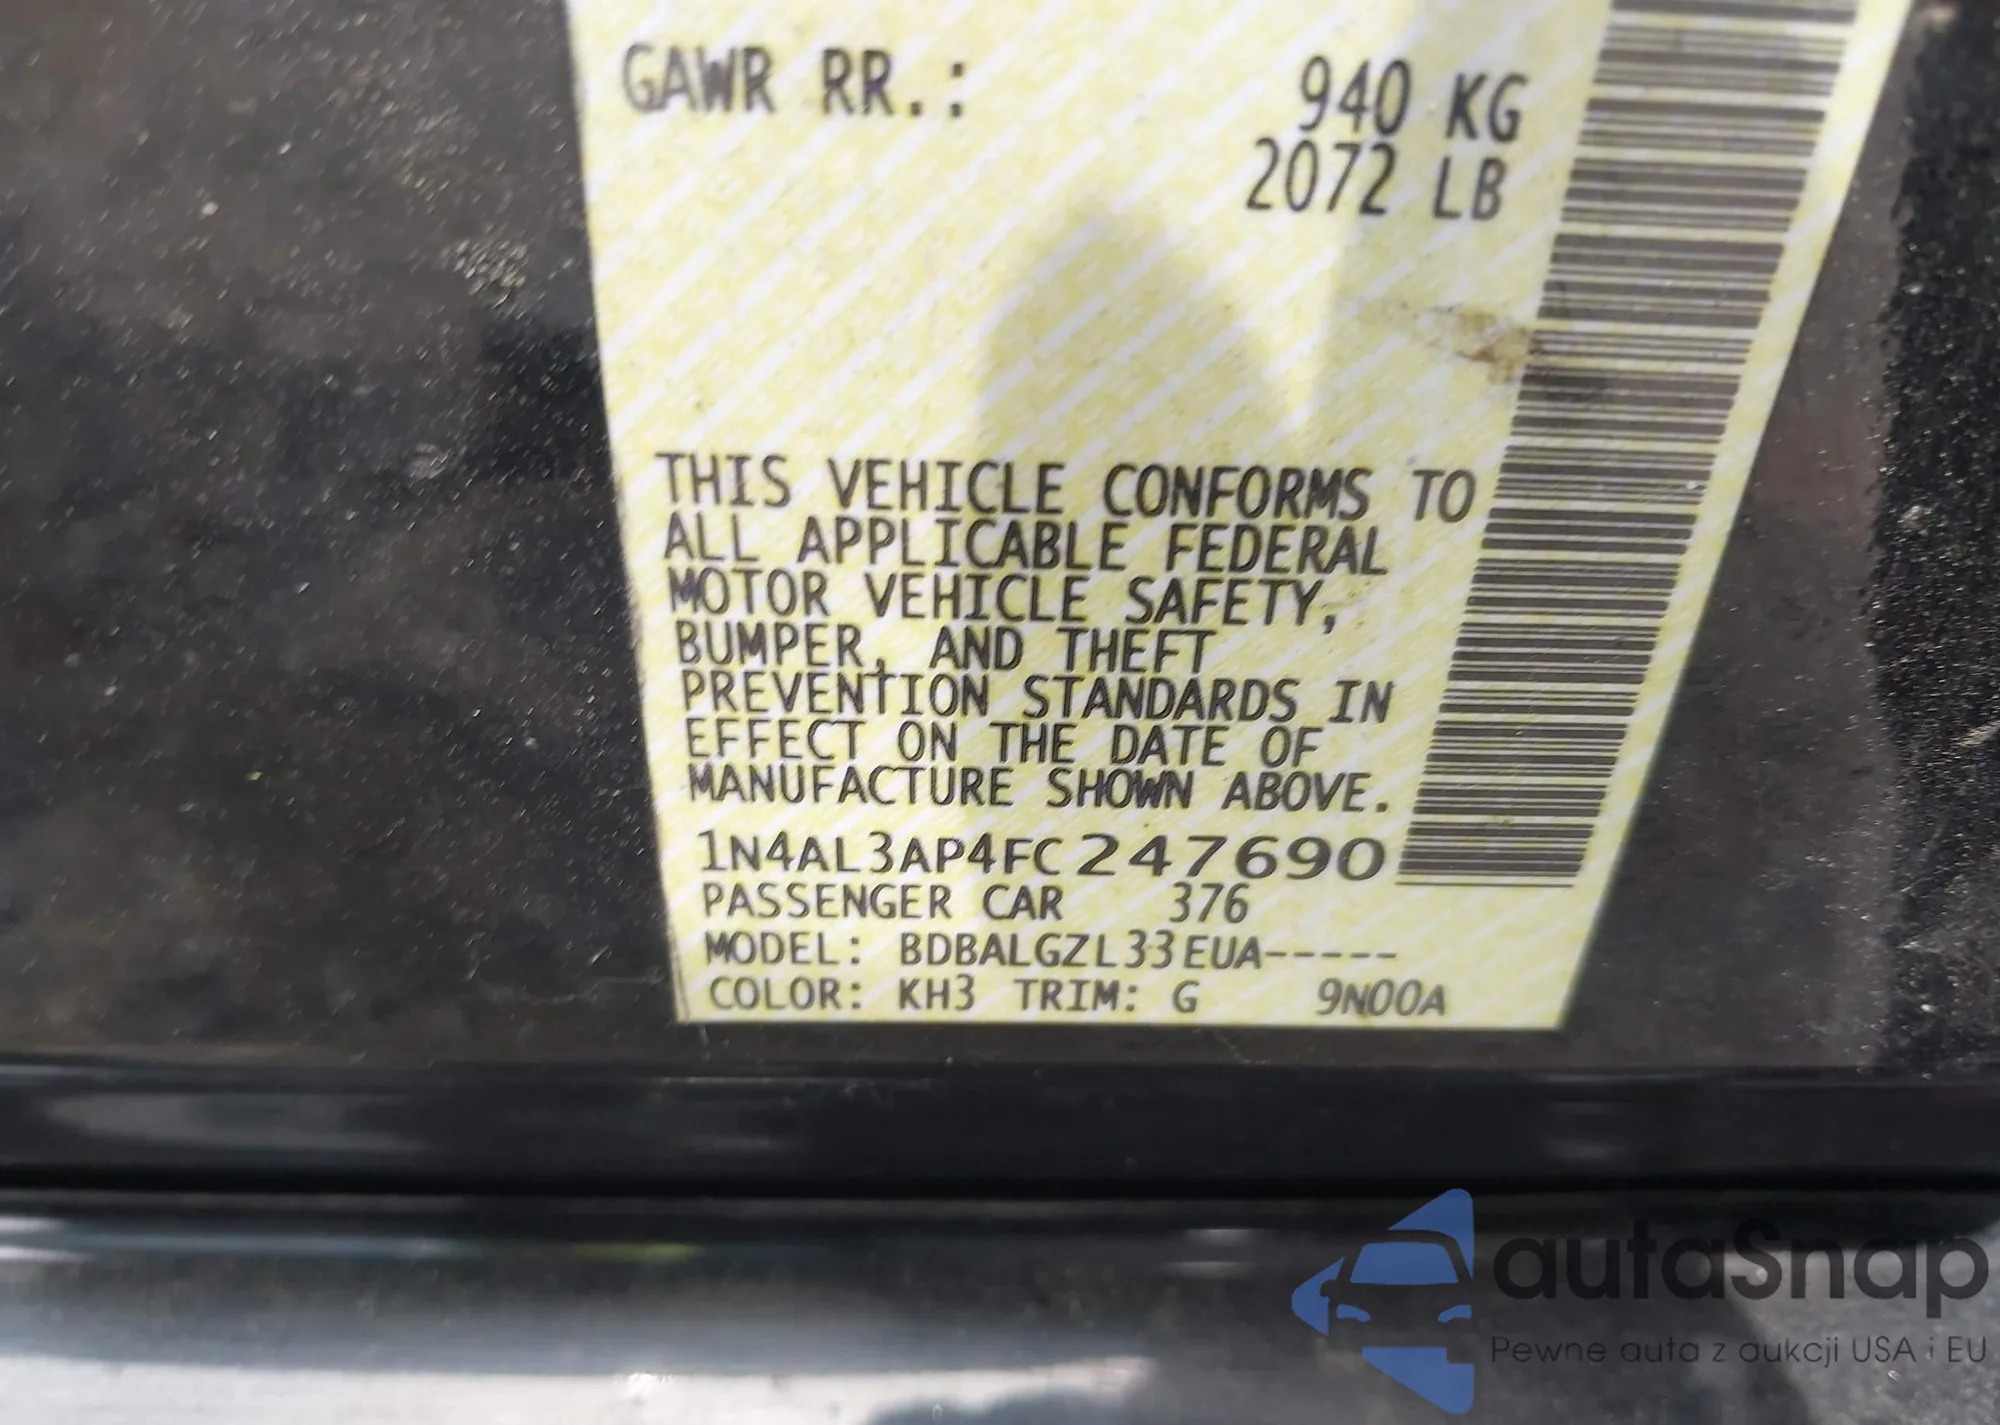 GAWR RR.: 940 KG
2072 LB
THIS VEHICLE CONFORMS TO
ALL APPLICABLE FEDERAL
MOTOR VEHICLE SAFETY,
BUMPER, AND THEFT
PREVENTION STANDARDS IN
EFFECT ON THE DATE OF
MANUFACTURE SHOWN ABOVE.
1N4AL3AP4FC247690
PASSENGER CAR 376
MODEL: BDBALGZL33EUA-----
COLOR: KH3 TRIM: G 9N00A
autaSnap
Pewne auta z aukcji USA i EU